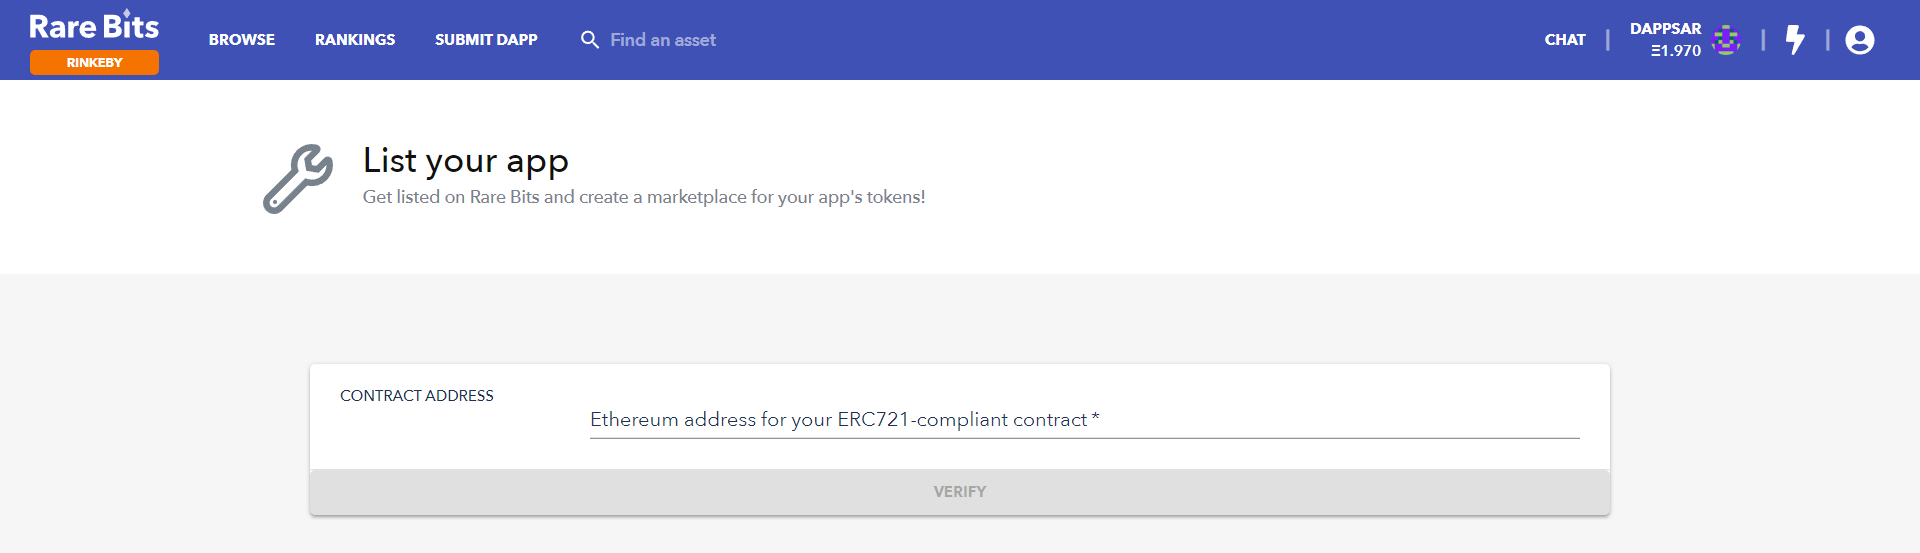 Rare Bits
RINKEBY
BROWSE
RANKINGS
SUBMIT DAPP
Find an asset
CHAT
DAPPSAR
Ξ1.970
List your app
Get listed on Rare Bits and create a marketplace for your app's tokens!
CONTRACT ADDRESS
Ethereum address for your ERC721-compliant contract *
VERIFY